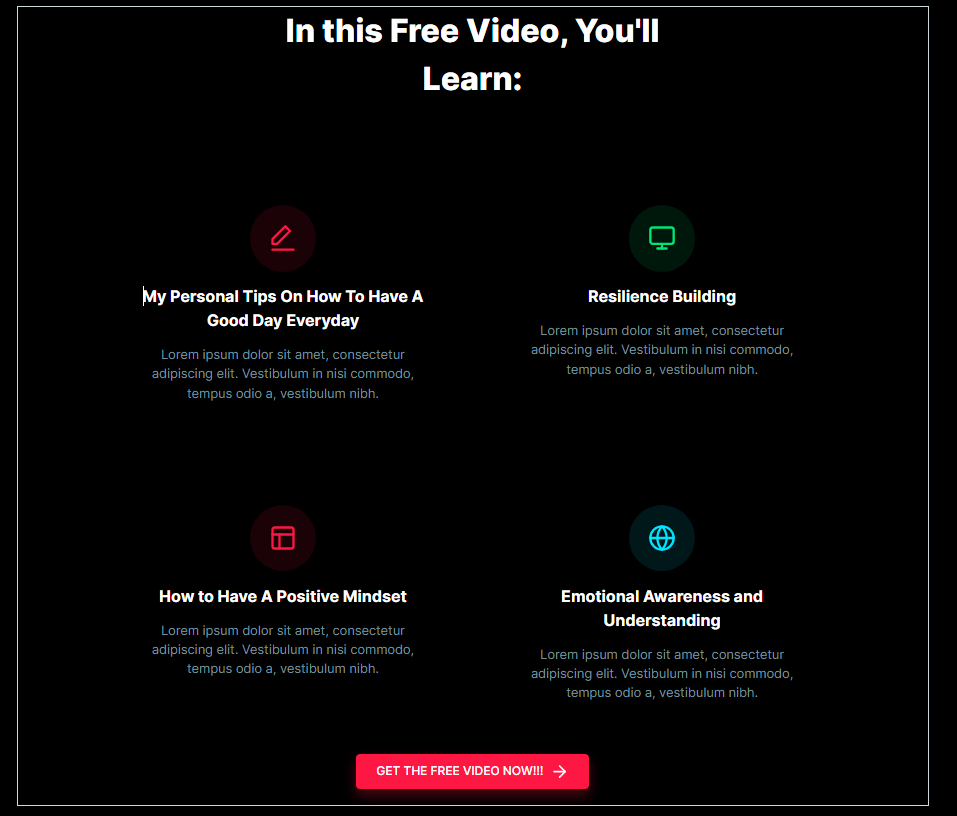 In this Free Video, You'll
Learn:
My Personal Tips On How To Have A
Good Day Everyday
Lorem ipsum dolor sit amet, consectetur
adipiscing elit. Vestibulum in nisi commodo,
tempus odio a, vestibulum nibh.
Resilience Building
Lorem ipsum dolor sit amet, consectetur
adipiscing elit. Vestibulum in nisi commodo,
tempus odio a, vestibulum nibh.
How to Have A Positive Mindset
Lorem ipsum dolor sit amet, consectetur
adipiscing elit. Vestibulum in nisi commodo,
tempus odio a, vestibulum nibh.
Emotional Awareness and
Understanding
Lorem ipsum dolor sit amet, consectetur
adipiscing elit. Vestibulum in nisi commodo,
tempus odio a, vestibulum nibh.
GET THE FREE VIDEO NOW!!!